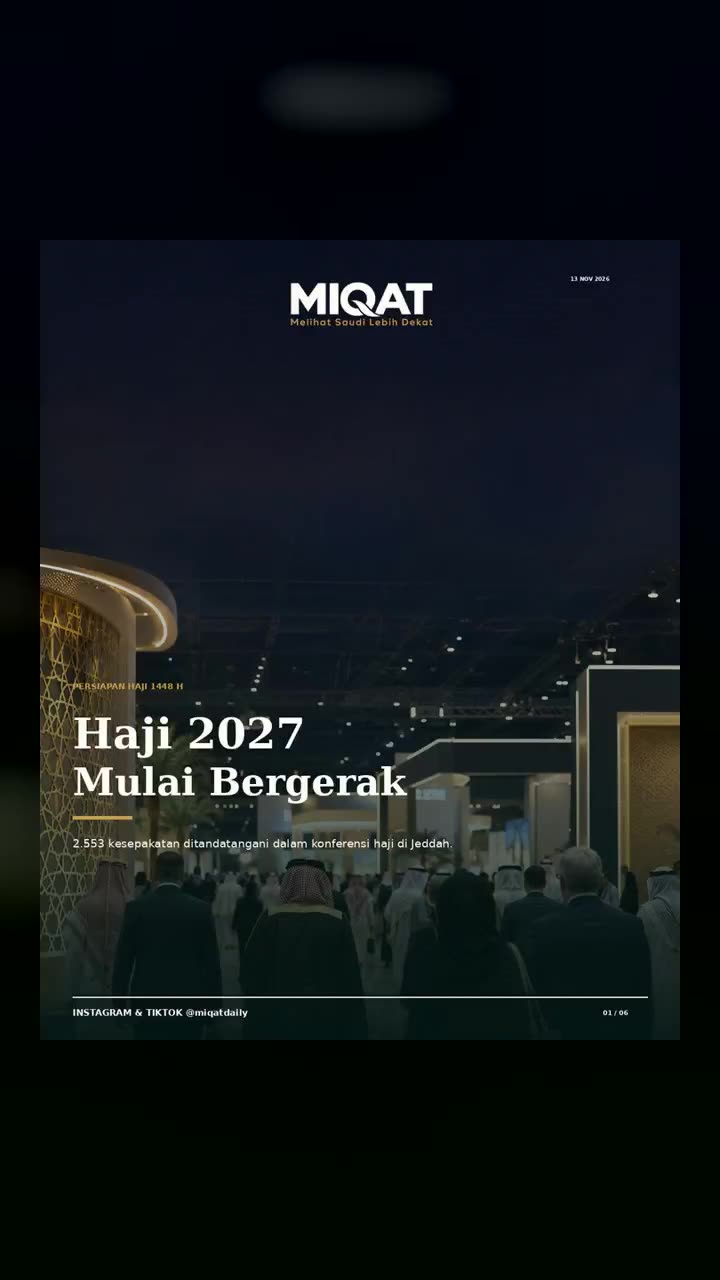 13 NOV 2026
MIQAT
Melihat Saudi Lebih Dekat
PERSIAPAN HAJI 1448 H
Haji 2027
Mulai Bergerak
2.553 kesepakatan ditandatangani dalam konferensi haji di Jeddah.
INSTAGRAM & TIKTOK @miqatdaily
01 / 06